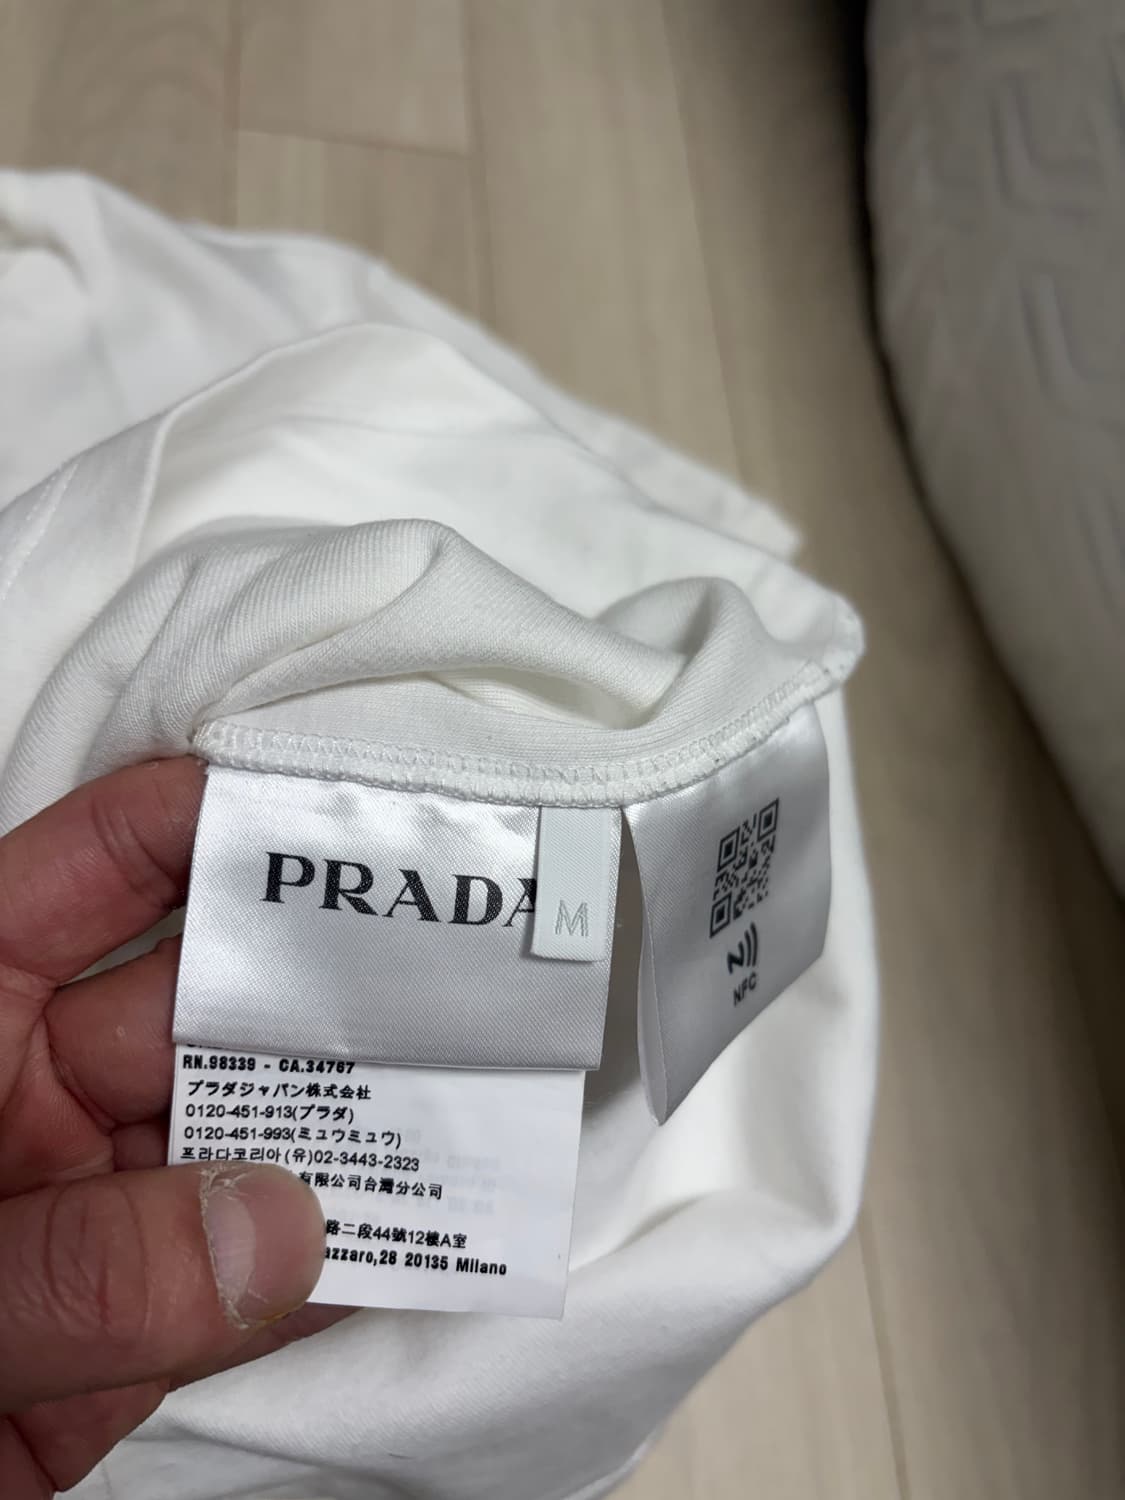 PRADA
M
NFC
RN.98339 - CA.34767
プラダジャパン株式会社
0120-451-913(プラダ)
0120-451-993(ミュウミュウ)
프라다코리아(유)02-3443-2323
有限公司台灣分公司
路二段44號12樓A室
azzaro,28 20135 Milano